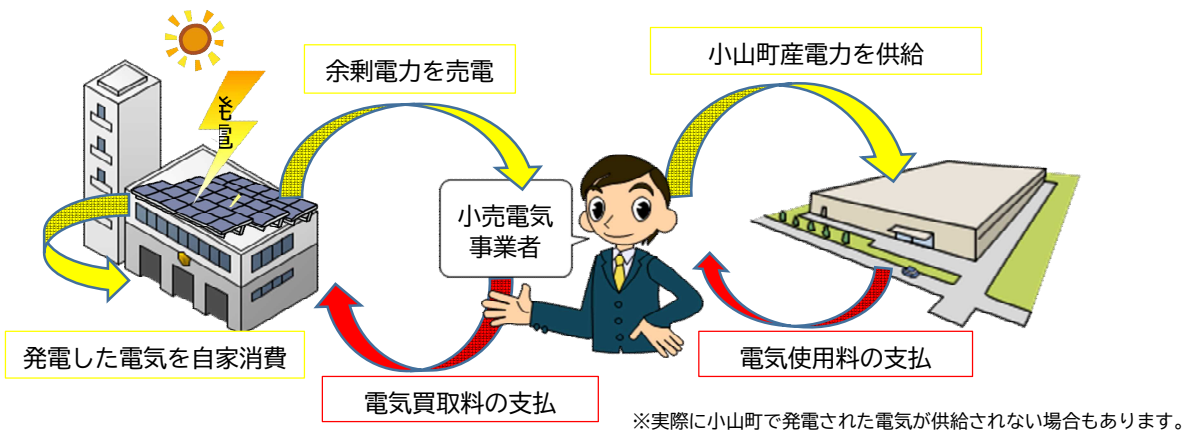 余剰電力を売電
小山町産電力を供給
発電
小売電気
事業者
発電した電気を自家消費
電気買取料の支払
電気使用料の支払
※実際に小山町で発電された電気が供給されない場合もあります。